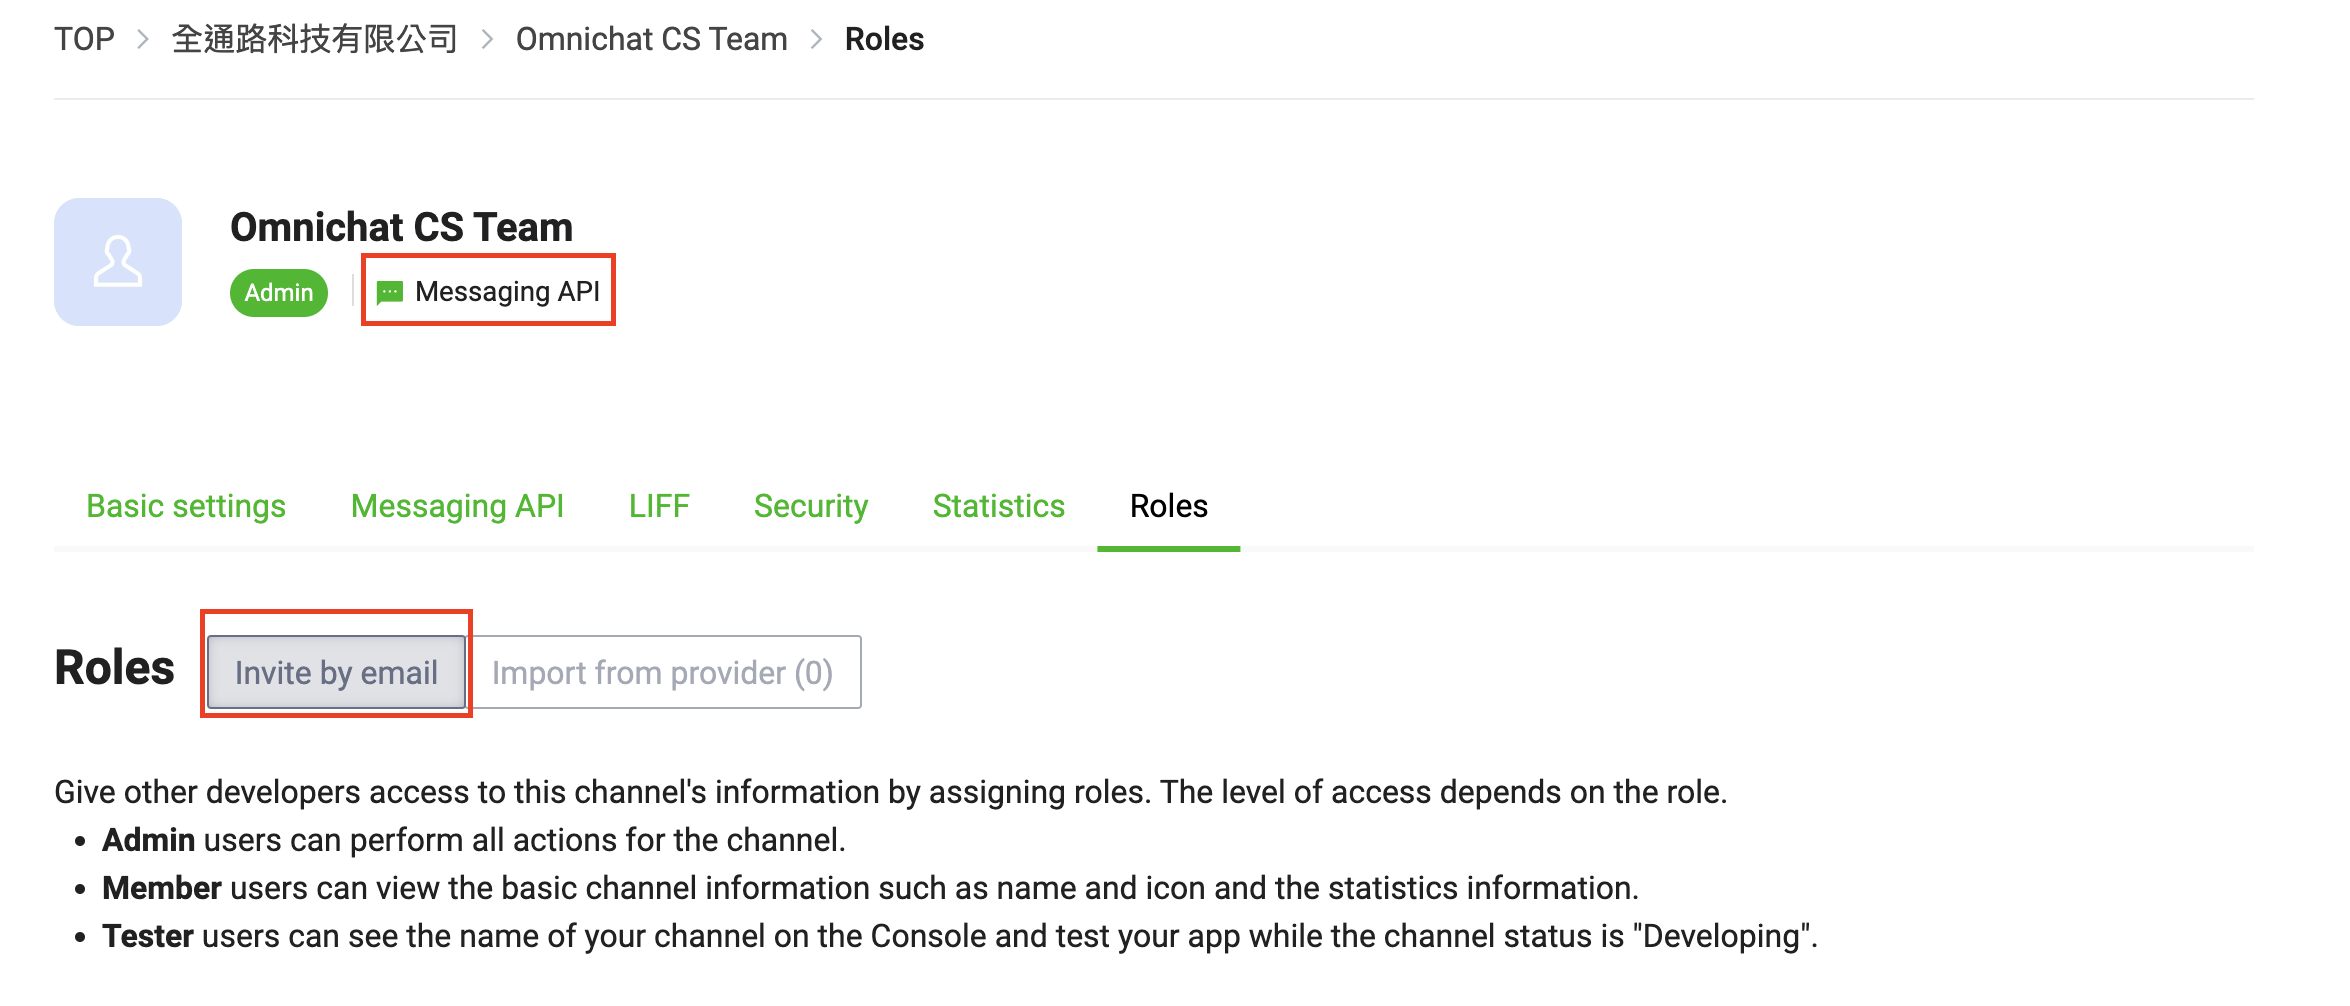 TOP > 全通路科技有限公司 > Omnichat CS Team > Roles
Omnichat CS Team
Admin Messaging API
Basic settings Messaging API LIFF Security Statistics Roles
Roles Invite by email Import from provider (0)
Give other developers access to this channel's information by assigning roles. The level of access depends on the role.
• Admin users can perform all actions for the channel.
• Member users can view the basic channel information such as name and icon and the statistics information.
• Tester users can see the name of your channel on the Console and test your app while the channel status is "Developing".